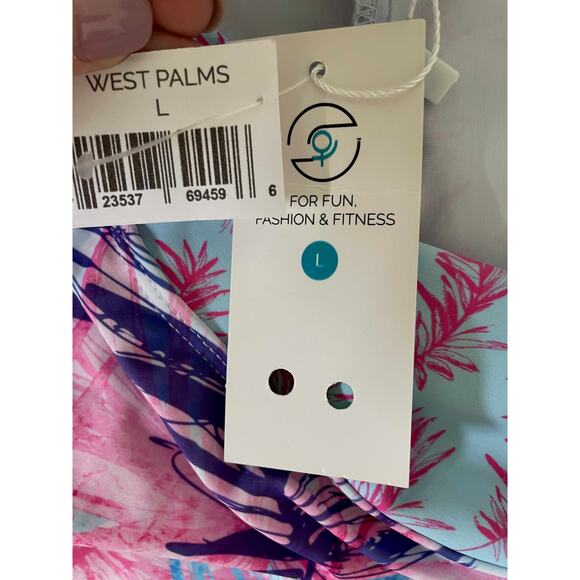 WEST PALMS
L
23537 69459 6
FOR FUN,
FASHION & FITNESS
L